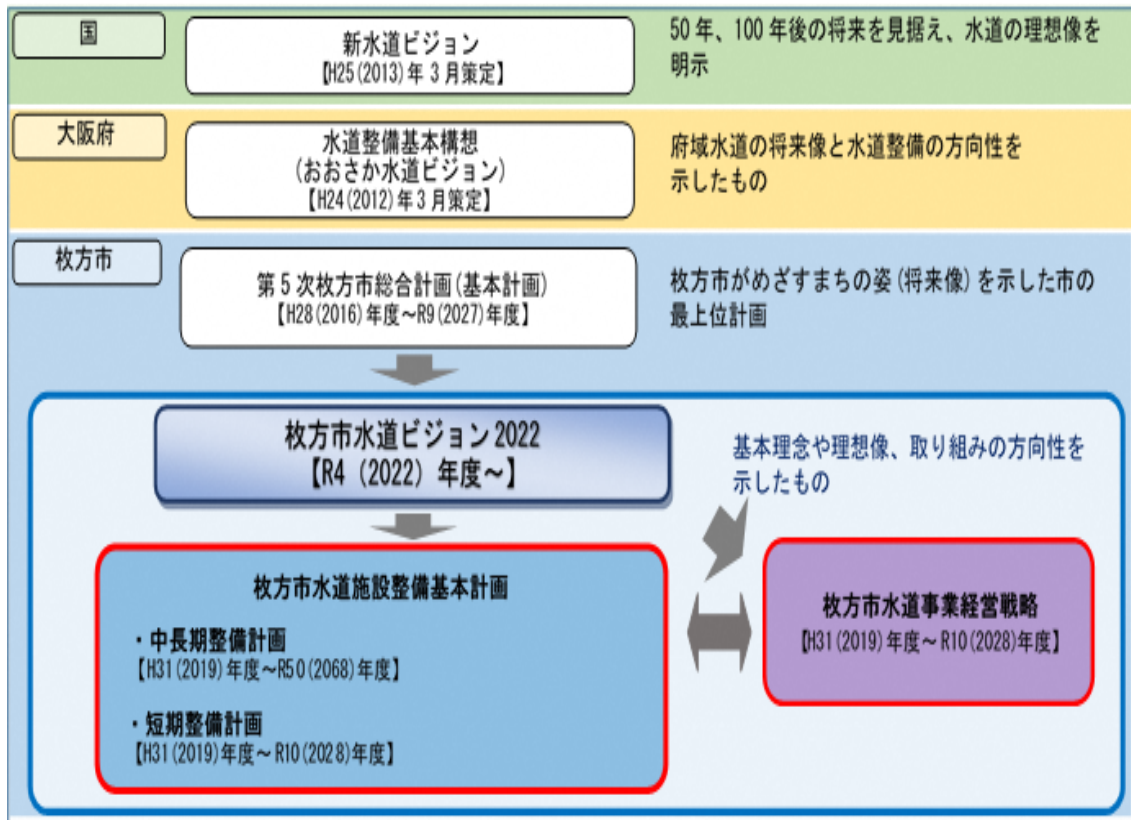 国
新水道ビジョン
【H25(2013)年3月策定】
50年、100年後の将来を見据え、水道の理想像を
明示
大阪府
水道整備基本構想
(おおさか水道ビジョン)
【H24(2012)年3月策定】
府域水道の将来像と水道整備の方向性を
示したもの
枚方市
第5次枚方市総合計画(基本計画)
【H28(2016)年度～R9(2027)年度】
枚方市がめざすまちの姿(将来像)を示した市の
最上位計画
枚方市水道ビジョン2022
【R4（2022）年度～】
基本理念や理想像、取り組みの方向性を
示したもの
枚方市水道施設整備基本計画
・中長期整備計画
【H31(2019)年度～R50(2068)年度】
・短期整備計画
【H31(2019)年度～R10(2028)年度】
枚方市水道事業経営戦略
【H31(2019)年度～R10(2028)年度】